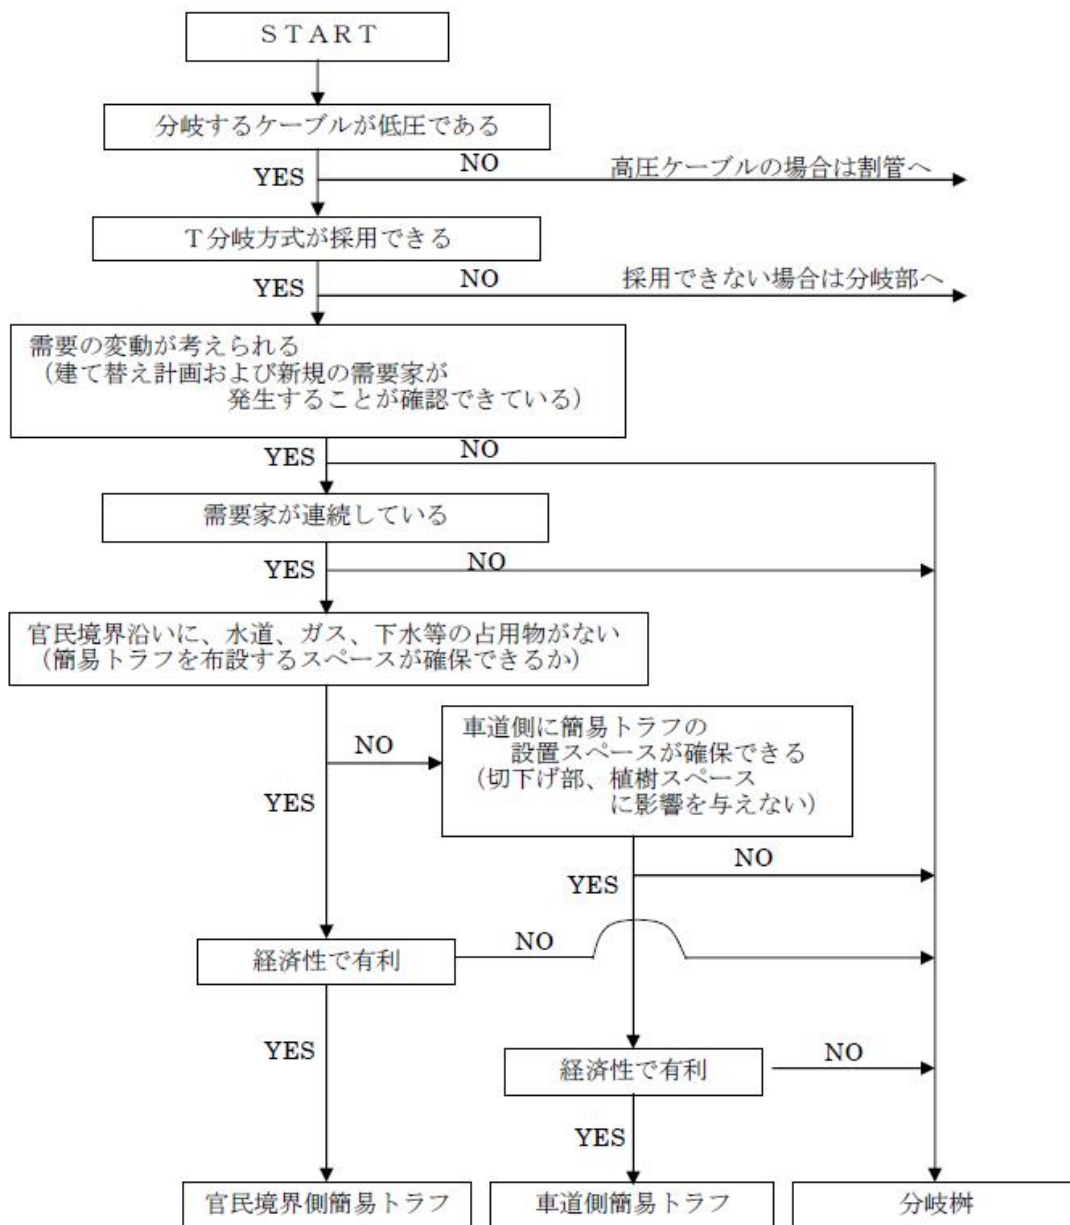 ＳＴＡＲＴ
分岐するケーブルが低圧である
YES
NO
高圧ケーブルの場合は割管へ
Ｔ分岐方式が採用できる
YES
NO
採用できない場合は分岐部へ
需要の変動が考えられる
（建て替え計画および新規の需要家が
発生することが確認できている）
YES
NO
需要家が連続している
YES
NO
官民境界沿いに、水道、ガス、下水等の占用物がない
（簡易トラフを布設するスペースが確保できるか）
NO
車道側に簡易トラフの
設置スペースが確保できる
（切下げ部、植樹スペース
に影響を与えない）
YES
NO
YES
経済性で有利
NO
YES
経済性で有利
NO
YES
官民境界側簡易トラフ
車道側簡易トラフ
分岐桝